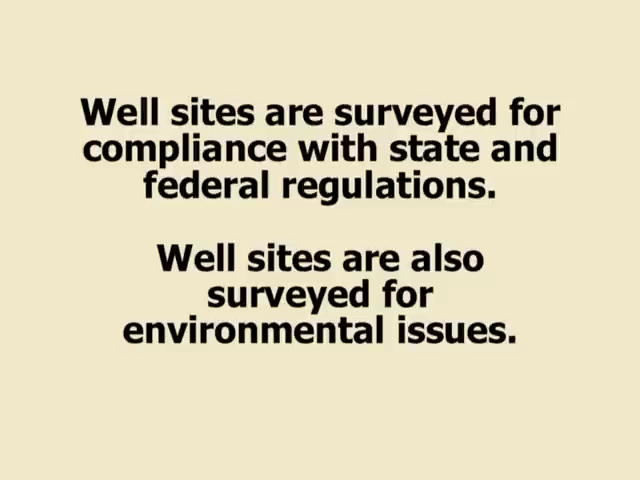 Well sites are surveyed for
compliance with state and
federal regulations.
Well sites are also
surveyed for
environmental issues.